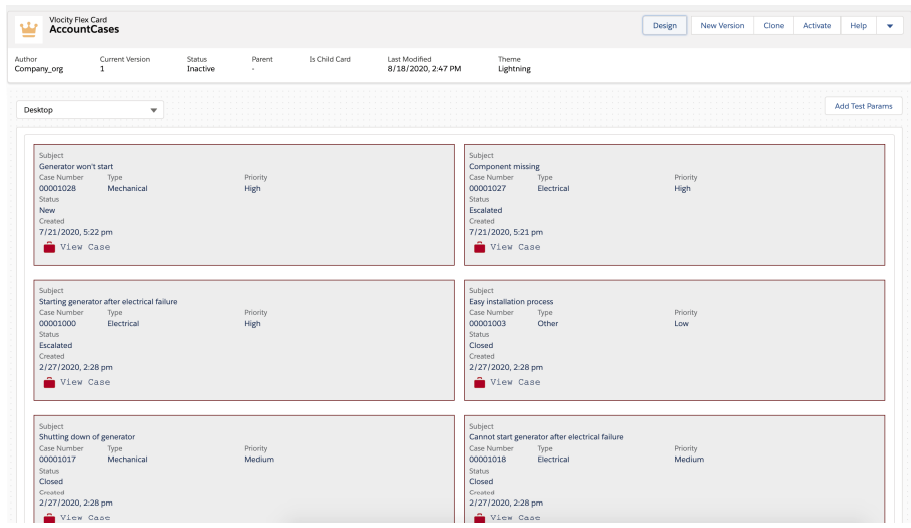 Vlocity Flex Card
AccountCases
Design New Version Clone Activate Help
Author Current Version Status Parent Is Child Card Last Modified Theme
Company_org 1 Inactive - 8/18/2020, 2:47 PM Lightning
Desktop
Add Test Params
Subject
Generator won't start
Case Number Type Priority
00001028 Mechanical High
Status
New
Created
7/21/2020, 5:22 pm
View Case
Subject
Component missing
Case Number Type Priority
00001027 Electrical High
Status
Escalated
Created
7/21/2020, 5:21 pm
View Case
Subject
Starting generator after electrical failure
Case Number Type Priority
00001000 Electrical High
Status
Escalated
Created
2/27/2020, 2:28 pm
View Case
Subject
Easy installation process
Case Number Type Priority
00001003 Other Low
Status
Closed
Created
2/27/2020, 2:28 pm
View Case
Subject
Shutting down of generator
Case Number Type Priority
00001017 Mechanical Medium
Status
Closed
Created
2/27/2020, 2:28 pm
View Case
Subject
Cannot start generator after electrical failure
Case Number Type Priority
00001018 Electrical Medium
Status
Closed
Created
2/27/2020, 2:28 pm
View Case